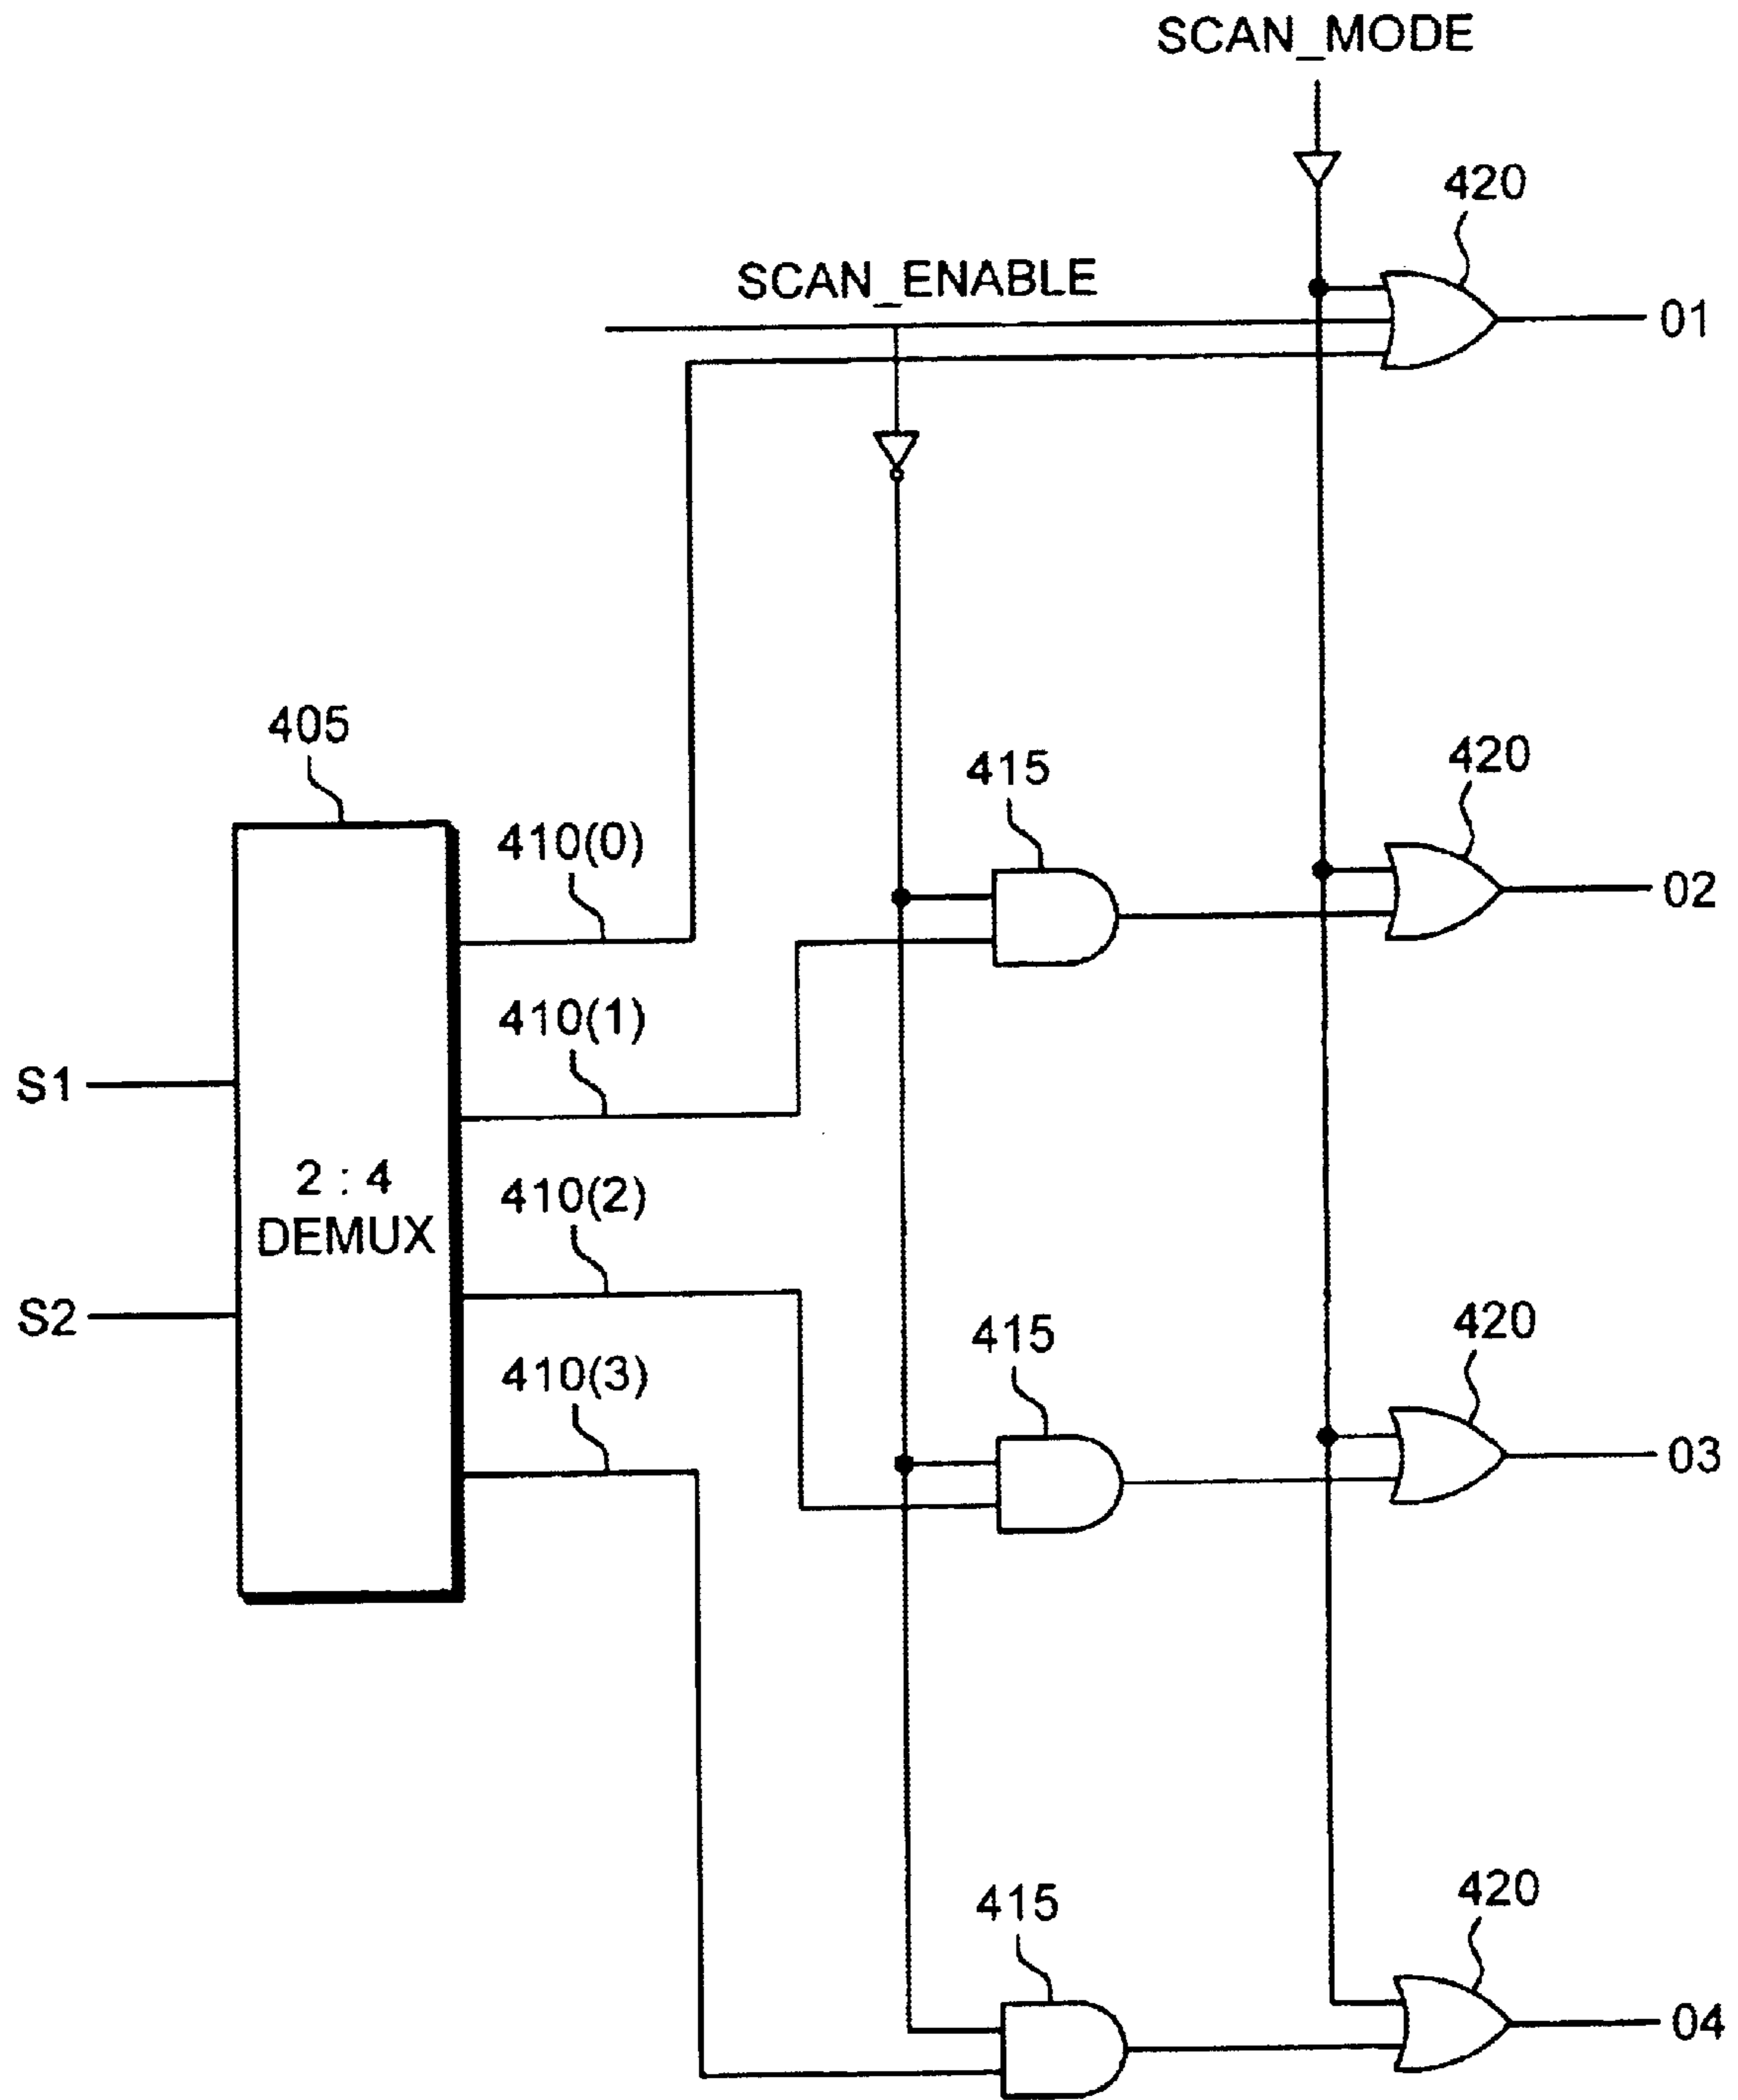 SCAN_MODE
420
SCAN_ENABLE
01
405
415
420
410(0)
02
410(1)
S1
2 : 4
DEMUX
410(2)
S2
415
420
410(3)
03
415
420
04